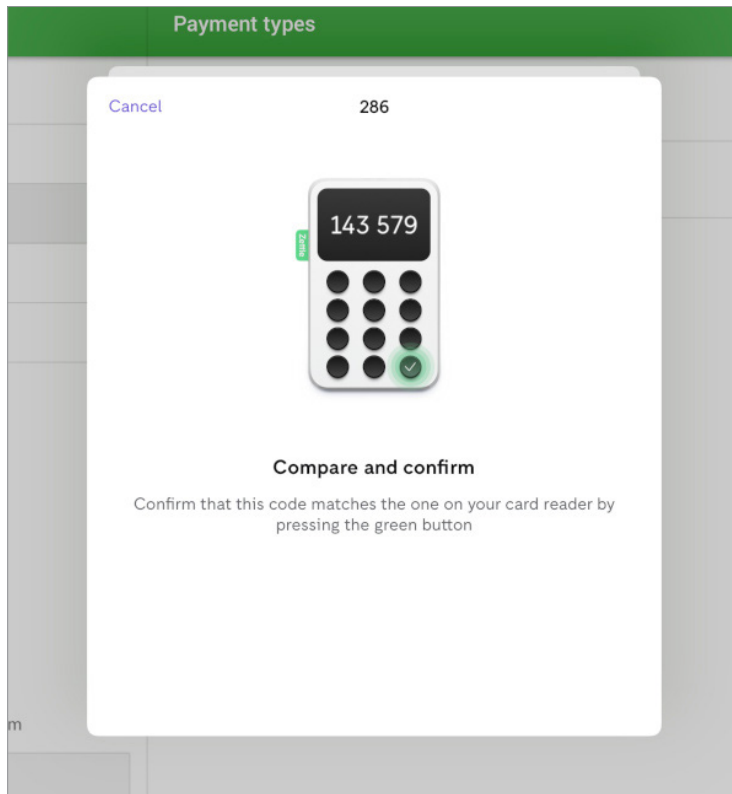 Payment types
Cancel
286
143 579
Zettle
Compare and confirm
Confirm that this code matches the one on your card reader by
pressing the green button
m